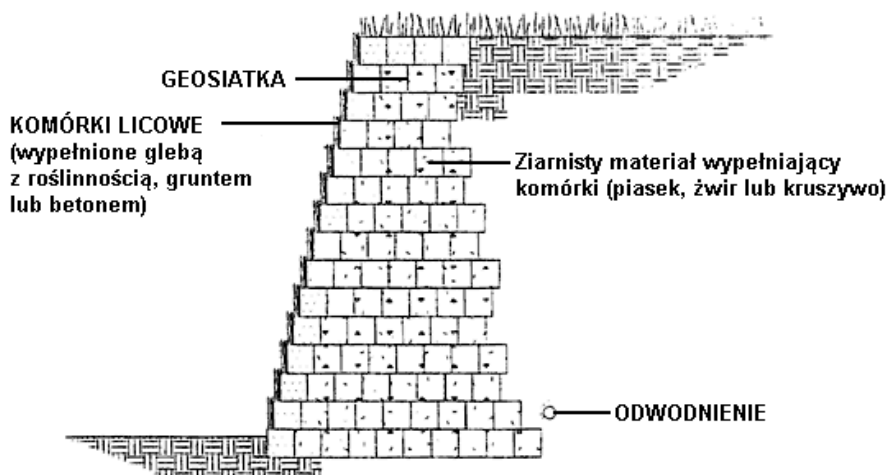 GEOSIATKA
KOMÓRKI LICOWE
(wypełnione glebą
z roślinnością, gruntem
lub betonem)
Ziarnisty materiał wypełniający
komórki (piasek, żwir lub kruszywo)
ODWODNIENIE